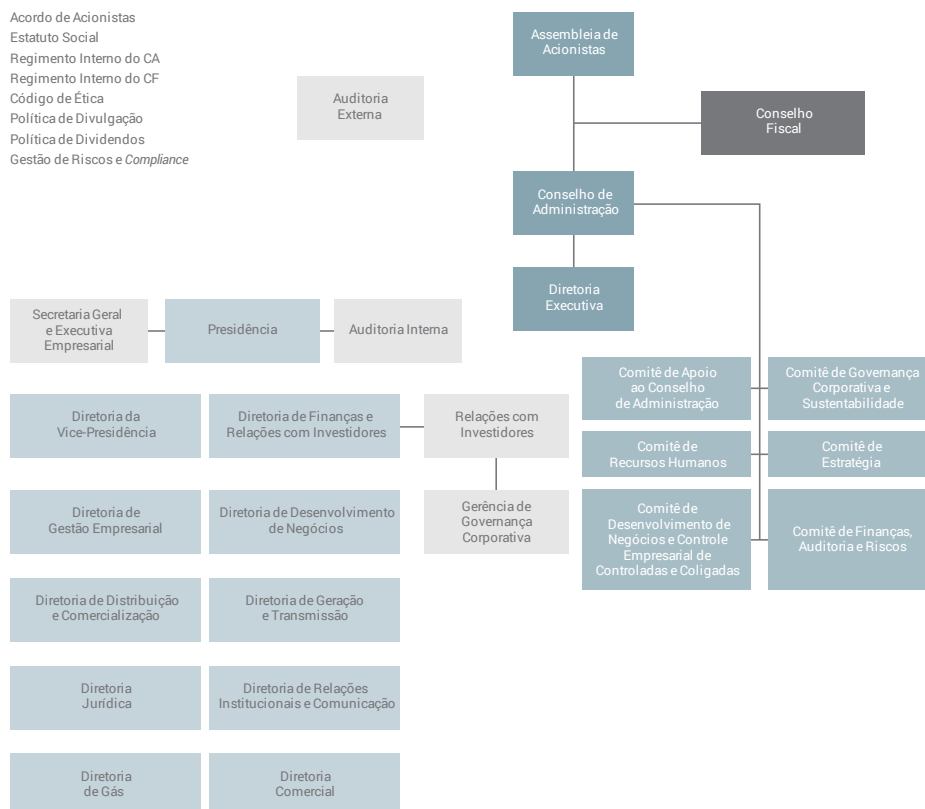 Acordo de Acionistas
Estatuto Social
Regimento Interno do CA
Regimento Interno do CF
Código de Ética
Política de Divulgação
Política de Dividendos
Gestão de Riscos e Compliance
Auditoria
Externa
Assembleia de
Acionistas
Conselho
Fiscal
Conselho de
Administração
Diretoria
Executiva
Secretaria Geral
e Executiva
Empresarial
Presidência
Auditoria Interna
Comitê de Apoio
ao Conselho
de Administração
Comitê de Governança
Corporativa e
Sustentabilidade
Diretoria da
Vice-Presidência
Diretoria de Finanças e
Relações com Investidores
Relações com
Investidores
Comitê de
Recursos Humanos
Comitê de
Estratégia
Diretoria de
Gestão Empresarial
Diretoria de Desenvolvimento
de Negócios
Gerência de
Governança
Corporativa
Comitê de
Desenvolvimento de
Negócios e Controle
Empresarial de
Controladas e Coligadas
Comitê de Finanças,
Auditoria e Riscos
Diretoria de Distribuição
e Comercialização
Diretoria de Geração
e Transmissão
Diretoria
Jurídica
Diretoria de Relações
Institucionais e Comunicação
Diretoria
de Gás
Diretoria
Comercial